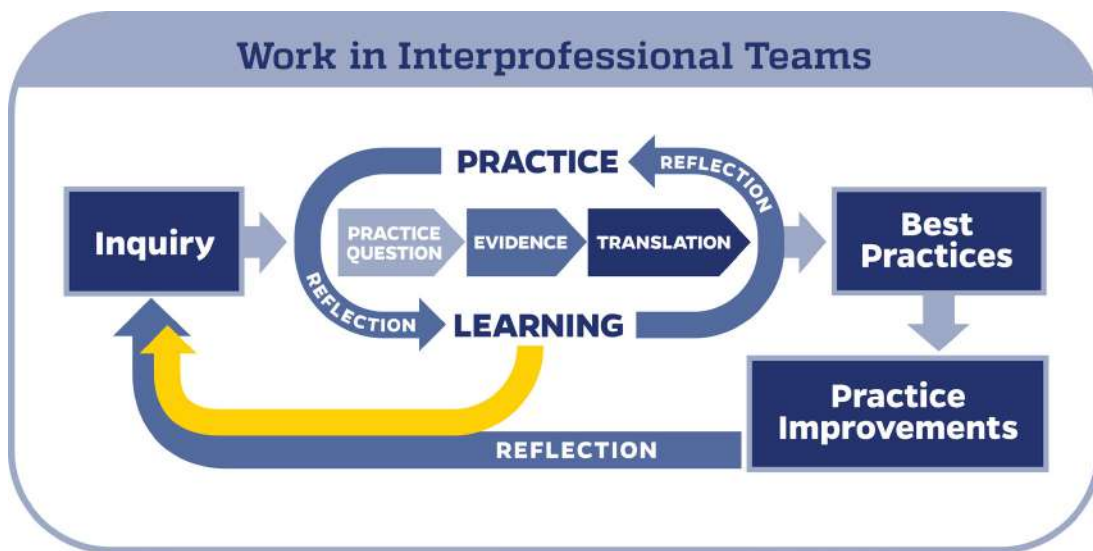 Work in Interprofessional Teams
PRACTICE
REFLECTION
Inquiry
PRACTICE
QUESTION
EVIDENCE
TRANSLATION
Best
Practices
REFLECTION
LEARNING
Practice
Improvements
REFLECTION